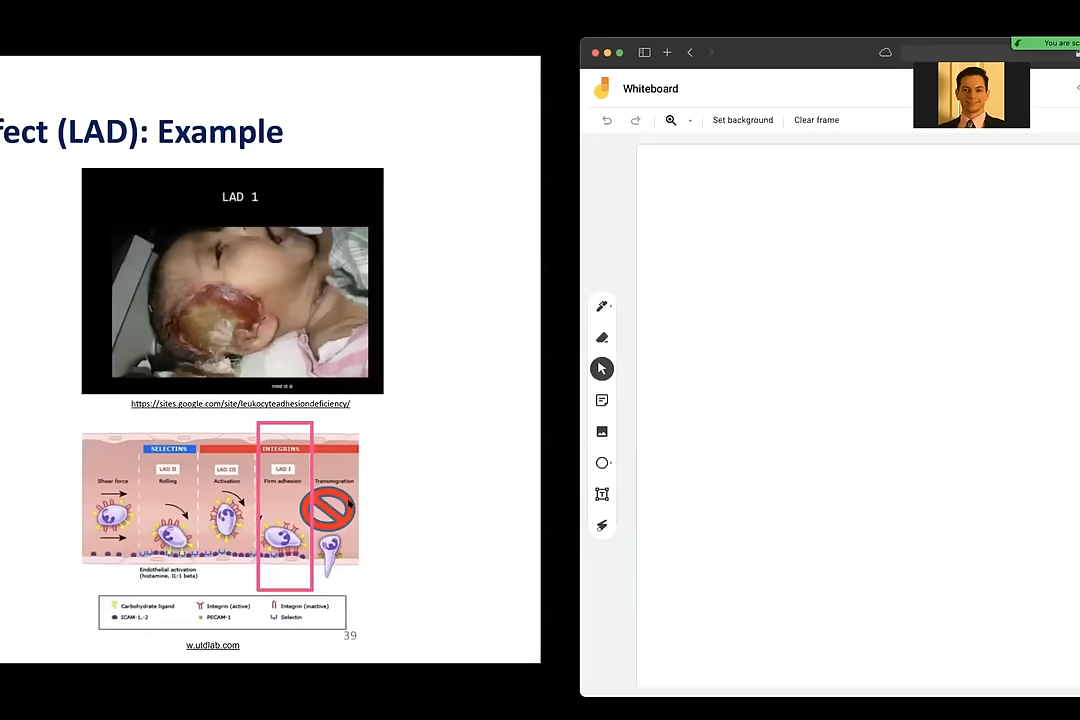 fect (LAD): Example
LAD 1
https://sites.google.com/site/leukocyteadhesiondeficiency/
SELECTINS
INTEGRINS
LAD II
LAD III
LAD I
Shear force
Rolling
Activation
Firm adhesion
Transmigration
Endothelial activation
(histamine, IL-1 beta)
Carbohydrate ligand
Integrin (active)
Integrin (inactive)
ICAM-1,-2
PECAM-1
Selectin
39
w.utdlab.com
You are sc
Whiteboard
Set background
Clear frame